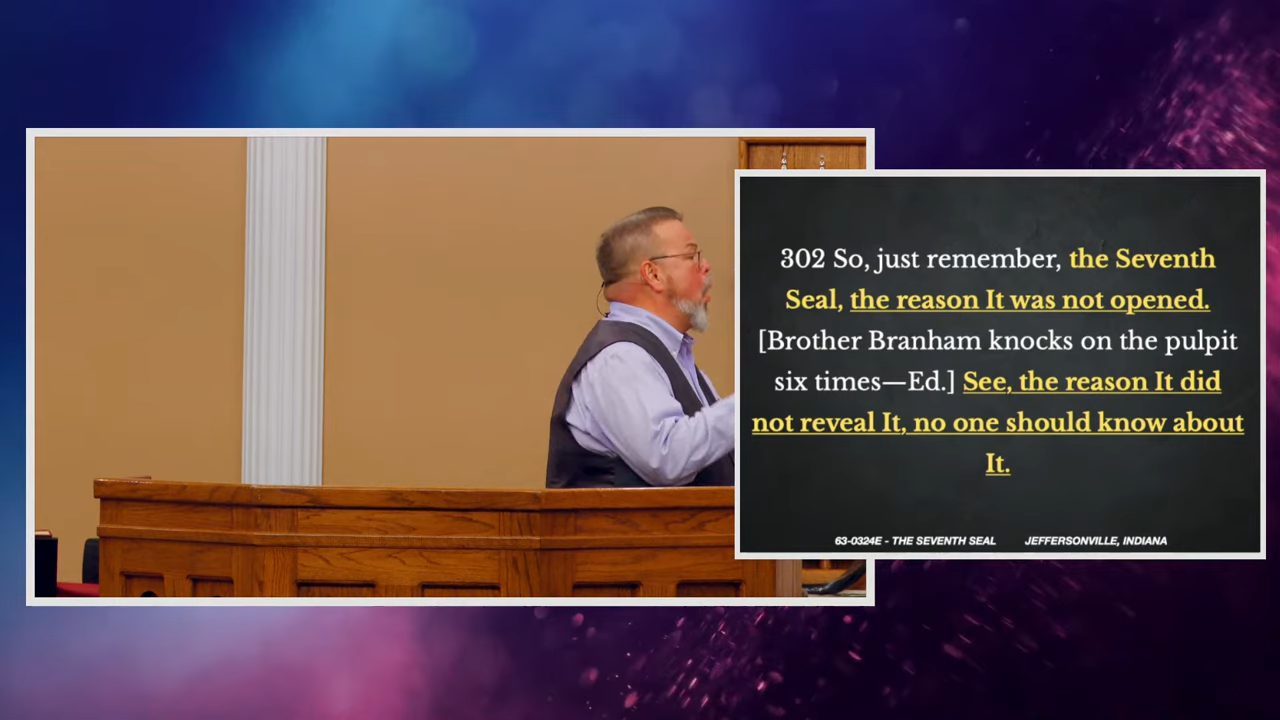 302 So, just remember, the Seventh
Seal, the reason It was not opened.
[Brother Branham knocks on the pulpit
six times—Ed.] See, the reason It did
not reveal It, no one should know about
It.
63-0324E - THE SEVENTH SEAL JEFFERSONVILLE, INDIANA